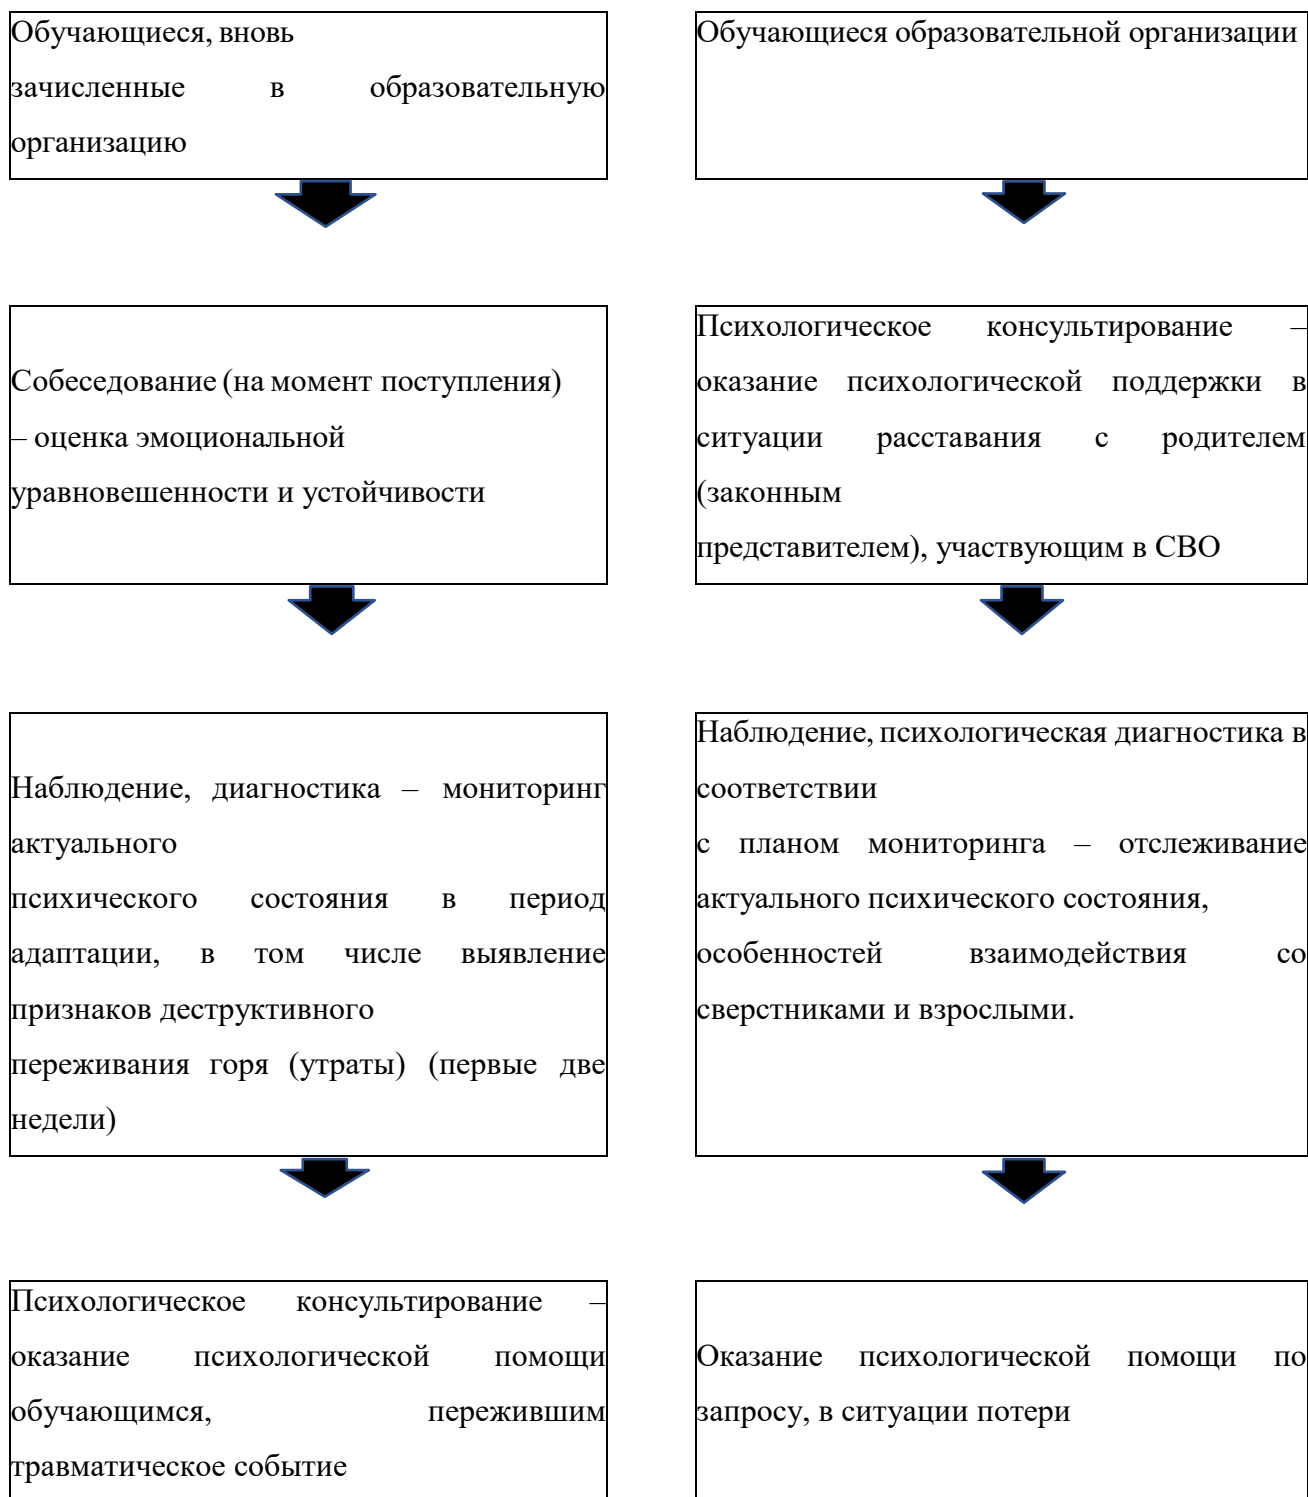 Обучающиеся, вновь
зачисленные в образовательную
организацию
Обучающиеся образовательной организации
Собеседование (на момент поступления)
– оценка эмоциональной
уравновешенности и устойчивости
Психологическое консультирование –
оказание психологической поддержки в
ситуации расставания с родителем
(законным
представителем), участвующим в СВО
Наблюдение, диагностика – мониторинг
актуального
психического состояния в период
адаптации, в том числе выявление
признаков деструктивного
переживания горя (утраты) (первые две
недели)
Наблюдение, психологическая диагностика в
соответствии
с планом мониторинга – отслеживание
актуального психического состояния,
особенностей взаимодействия со
сверстниками и взрослыми.
Психологическое консультирование –
оказание психологической помощи
обучающимся, пережившим
травматическое событие
Оказание психологической помощи по
запросу, в ситуации потери